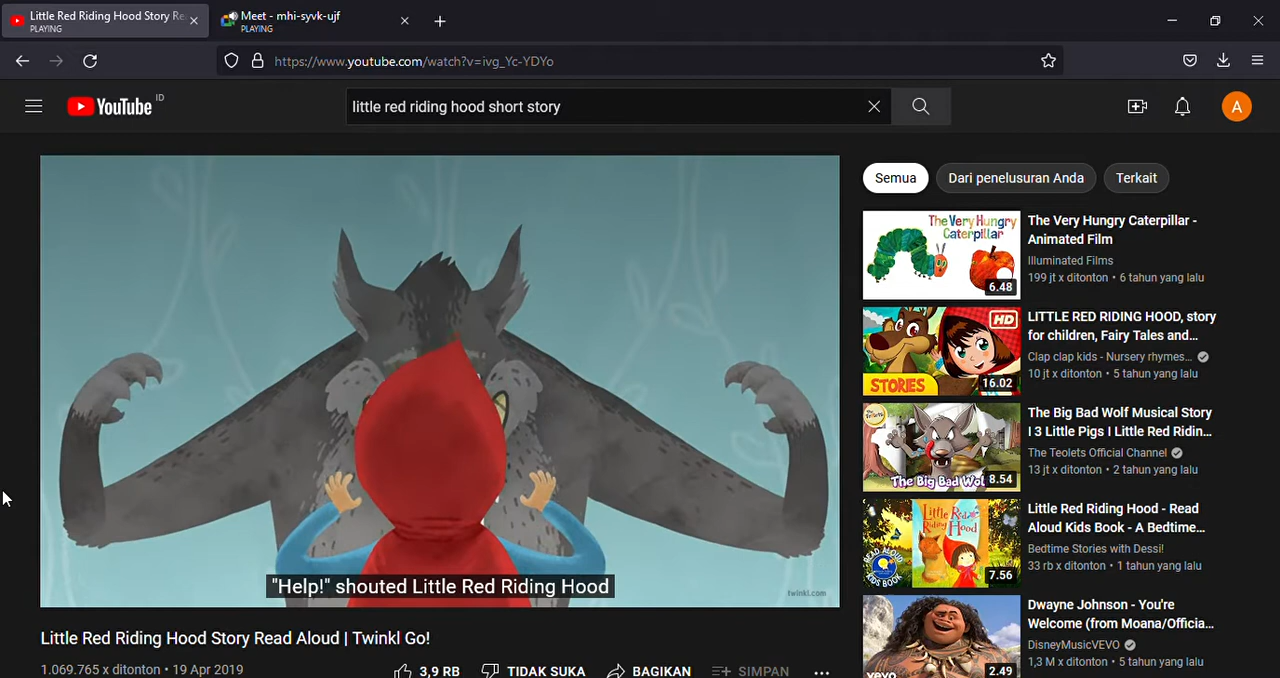 Little Red Riding Hood Story Re
PLAYING
Meet - mhi-syvk-ujf
PLAYING
https://www.youtube.com/watch?v=ivg_Yc-YDYo
YouTube ID
little red riding hood short story
A
Semua
Dari penelusuran Anda
Terkait
"Help!" shouted Little Red Riding Hood
twinkl.com
Little Red Riding Hood Story Read Aloud | Twinkl Go!
1.069.765 x ditonton • 19 Apr 2019
3,9 RB
TIDAK SUKA
BAGIKAN
SIMPAN
The Very Hungry
Caterpillar
6.48
The Very Hungry Caterpillar -
Animated Film
Illuminated Films
199 jt x ditonton • 6 tahun yang lalu
HD
STORIES
16.02
LITTLE RED RIDING HOOD, story
for children, Fairy Tales and...
Clap clap kids - Nursery rhymes...
10 jt x ditonton • 5 tahun yang lalu
The Big Bad Wol
8.54
The Big Bad Wolf Musical Story
I 3 Little Pigs I Little Red Ridin...
The Teolets Official Channel
13 jt x ditonton • 2 tahun yang lalu
Little Red
Riding Hood
READ ALOUD
KIDS BOOK
7.56
Little Red Riding Hood - Read
Aloud Kids Book - A Bedtime...
Bedtime Stories with Dessi!
33 rb x ditonton • 1 tahun yang lalu
vevo
2.49
Dwayne Johnson - You're
Welcome (from Moana/Officia...
DisneyMusicVEVO
1,3 M x ditonton • 5 tahun yang lalu